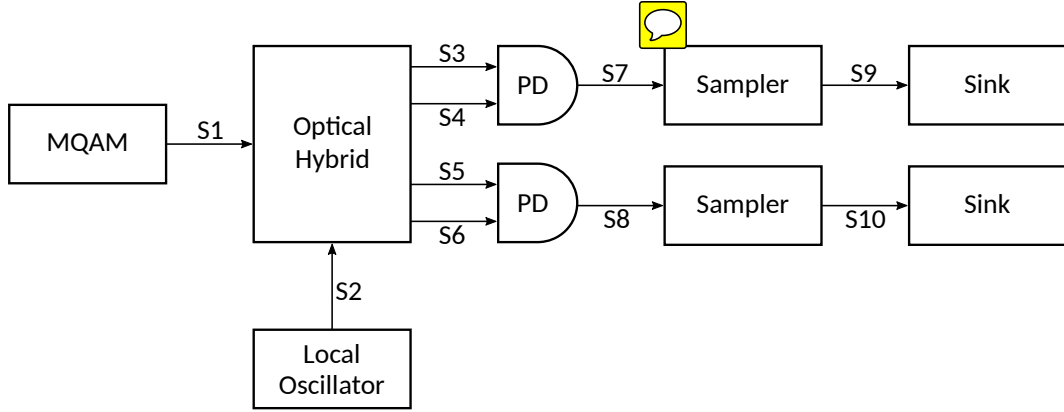 S3
PD
S7
Sampler
S9
Sink
S4
MQAM
S1
Optical
Hybrid
S5
PD
S8
Sampler
S10
Sink
S6
S2
Local
Oscillator